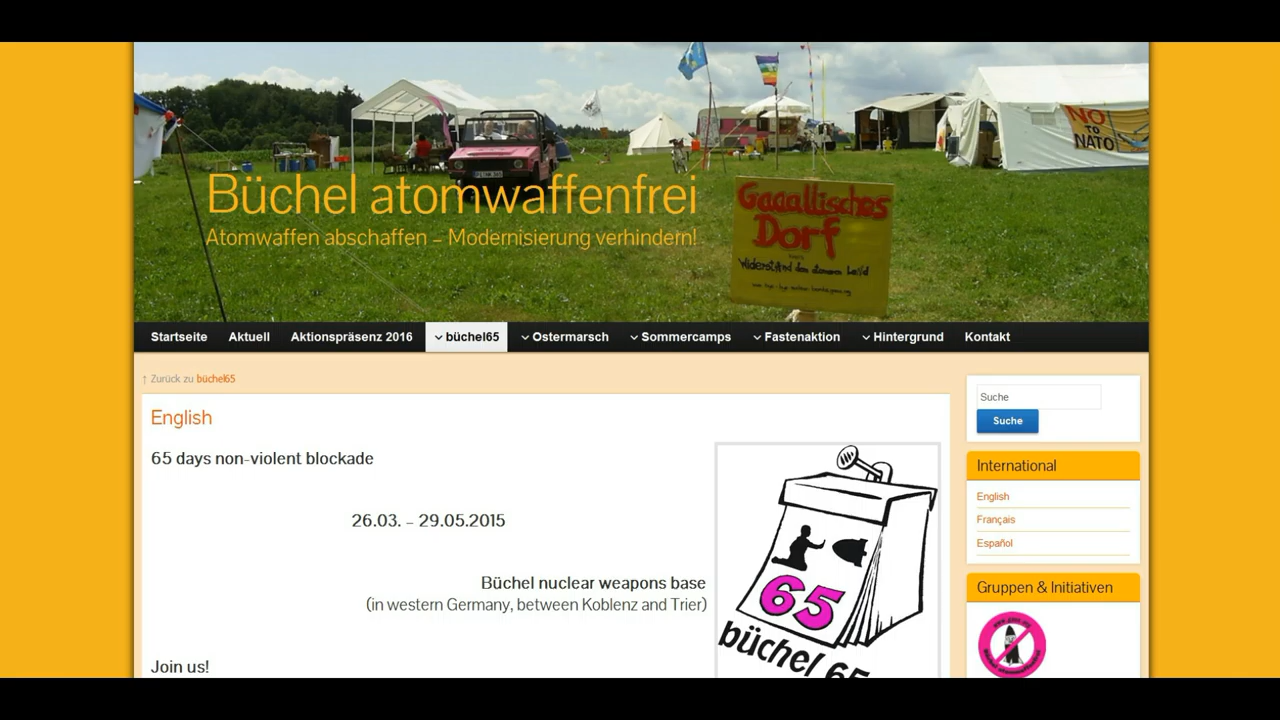 NO
TO
NATO
Büchel atomwaffenfrei
Atomwaffen abschaffen – Modernisierung verhindern!
Gaaallisches
Dorf
Startseite
Aktuell
Aktionspräsenz 2016
büchel65
Ostermarsch
Sommercamps
Fastenaktion
Hintergrund
Kontakt
↑ Zurück zu büchel65
English
65 days non-violent blockade
26.03. – 29.05.2015
Büchel nuclear weapons base
(in western Germany, between Koblenz and Trier)
Join us!
65
büchel 65
Suche
Suche
International
English
Français
Español
Gruppen & Initiativen